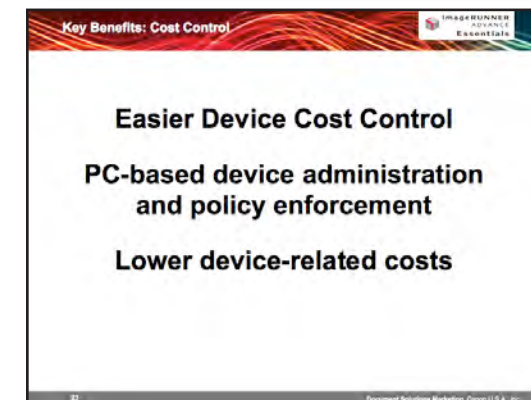 Key Benefits: Cost Control
imageRUNNER
ADVANCE
Essentials
Easier Device Cost Control
PC-based device administration
and policy enforcement
Lower device-related costs
Document Solutions Marketing, Canon U.S.A., Inc.